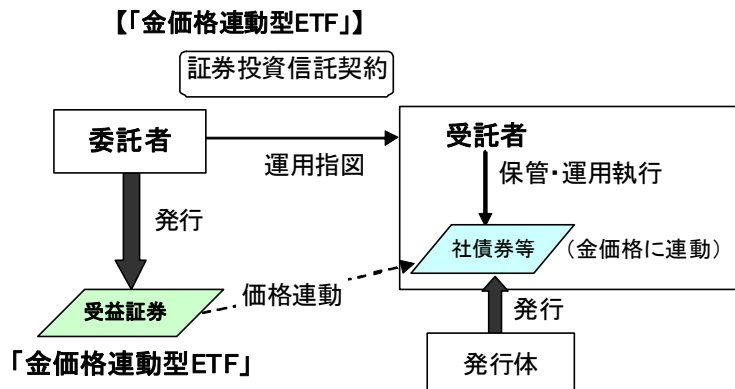 【「金価格連動型ETF」】
証券投資信託契約
委託者
運用指図
受託者
保管・運用執行
発行
社債券等
(金価格に連動)
価格連動
受益証券
「金価格連動型ETF」
発行
発行体